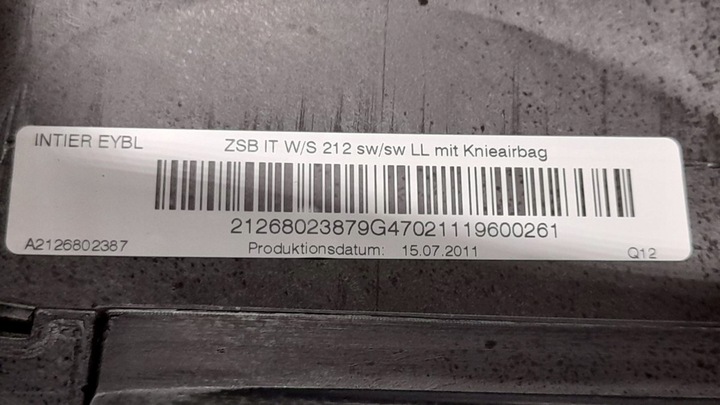 INTIER EYBL
ZSB IT W/S 212 sw/sw LL mit Knieairbag
21268023879G47021119600261
A2126802387
Produktionsdatum: 15.07.2011
Q12